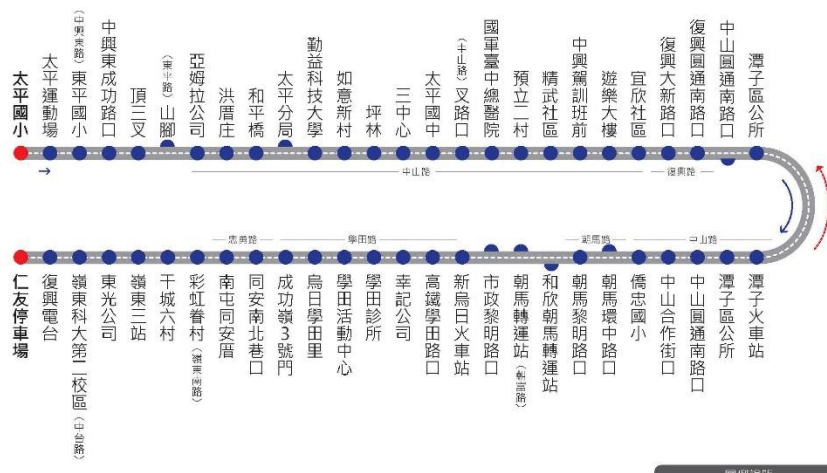 太平國小
太平運動場
東平國小（中興東路）
中興東成功路口
頂三叉
山腳（東平路）
亞姆拉公司
洪厝庄
和平橋
太平分局
勤益科技大學
如意新村
坪林
三中心
太平國中
（中山路）叉路口
國軍臺中總醫院
預立二村
精武社區
中興駕訓班前
遊樂大樓
宜欣社區
復興大新路口
復興圓通南路口
中山圓通南路口
潭子區公所
→
中山路
復興路
忠勇路
學田路
朝馬路
中山路
仁友停車場
復興電台
嶺東科大第二校區（中台路）
東光公司
嶺東三站
干城六村
彩虹眷村（嶺東南路）
南屯同安厝
同安南北巷口
成功嶺3號門
烏日學田里
學田活動中心
學田診所
幸記公司
高鐵學田路口
新烏日火車站
市政黎明路口
朝馬轉運站（朝富路）
和欣朝馬轉運站
朝馬黎明路口
朝馬環中路口
僑忠國小
中山合作街口
中山圓通南路口
潭子區公所
潭子火車站